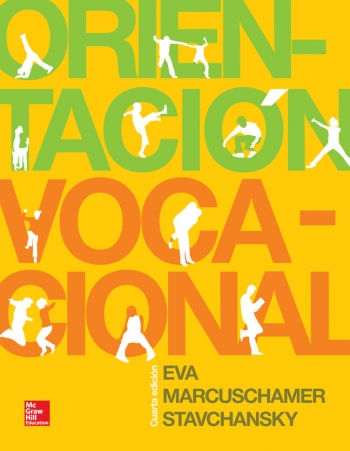 ORIEN-
TACIÓN
VOCA-
CIONAL
Cuarta edición
EVA
MARCUSCHAMER
STAVCHANSKY
Mc
Graw
Hill
Education